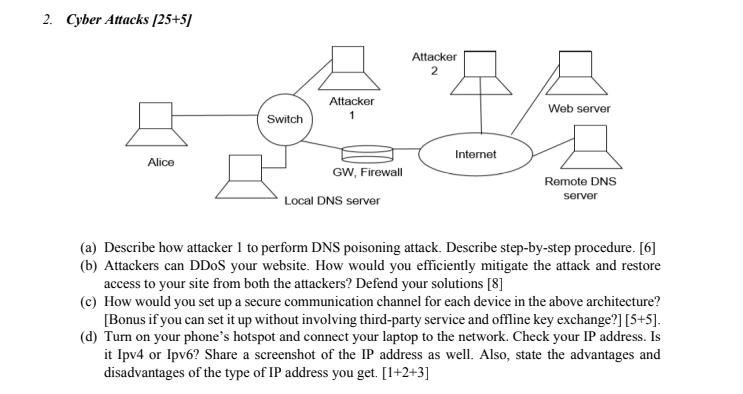 2. Cyber Attacks [25+5]
Attacker
2
Attacker
1
Web server
Switch
Alice
Internet
GW, Firewall
Remote DNS
server
Local DNS server
(a) Describe how attacker 1 to perform DNS poisoning attack. Describe step-by-step procedure. [6]
(b) Attackers can DDoS your website. How would you efficiently mitigate the attack and restore
access to your site from both the attackers? Defend your solutions [8]
(c) How would you set up a secure communication channel for each device in the above architecture?
[Bonus if you can set it up without involving third-party service and offline key exchange?] [5+5].
(d) Turn on your phone's hotspot and connect your laptop to the network. Check your IP address. Is
it Ipv4 or Ipv6? Share a screenshot of the IP address as well. Also, state the advantages and
disadvantages of the type of IP address you get. [1+2+3]